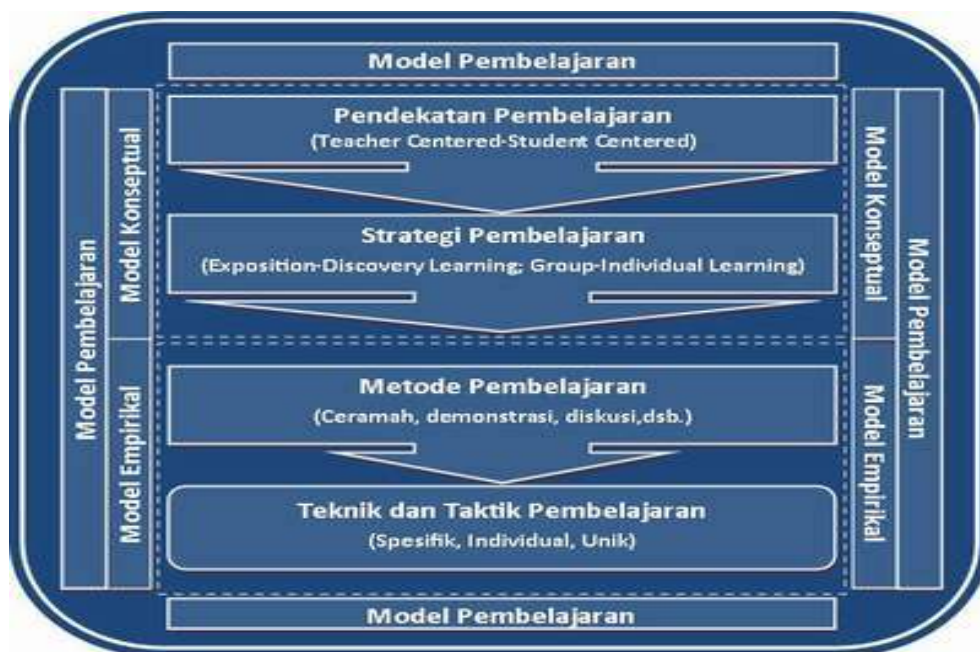 Model Pembelajaran
Pendekatan Pembelajaran
(Teacher Centered-Student Centered)
Strategi Pembelajaran
(Exposition-Discovery Learning; Group-Individual Learning)
Metode Pembelajaran
(Ceramah, demonstrasi, diskusi,dsb.)
Teknik dan Taktik Pembelajaran
(Spesifik, Individual, Unik)
Model Pembelajaran
Model Pembelajaran
Model Konseptual
Model Empirikal
Model Konseptual
Model Empirikal
Model Pembelajaran